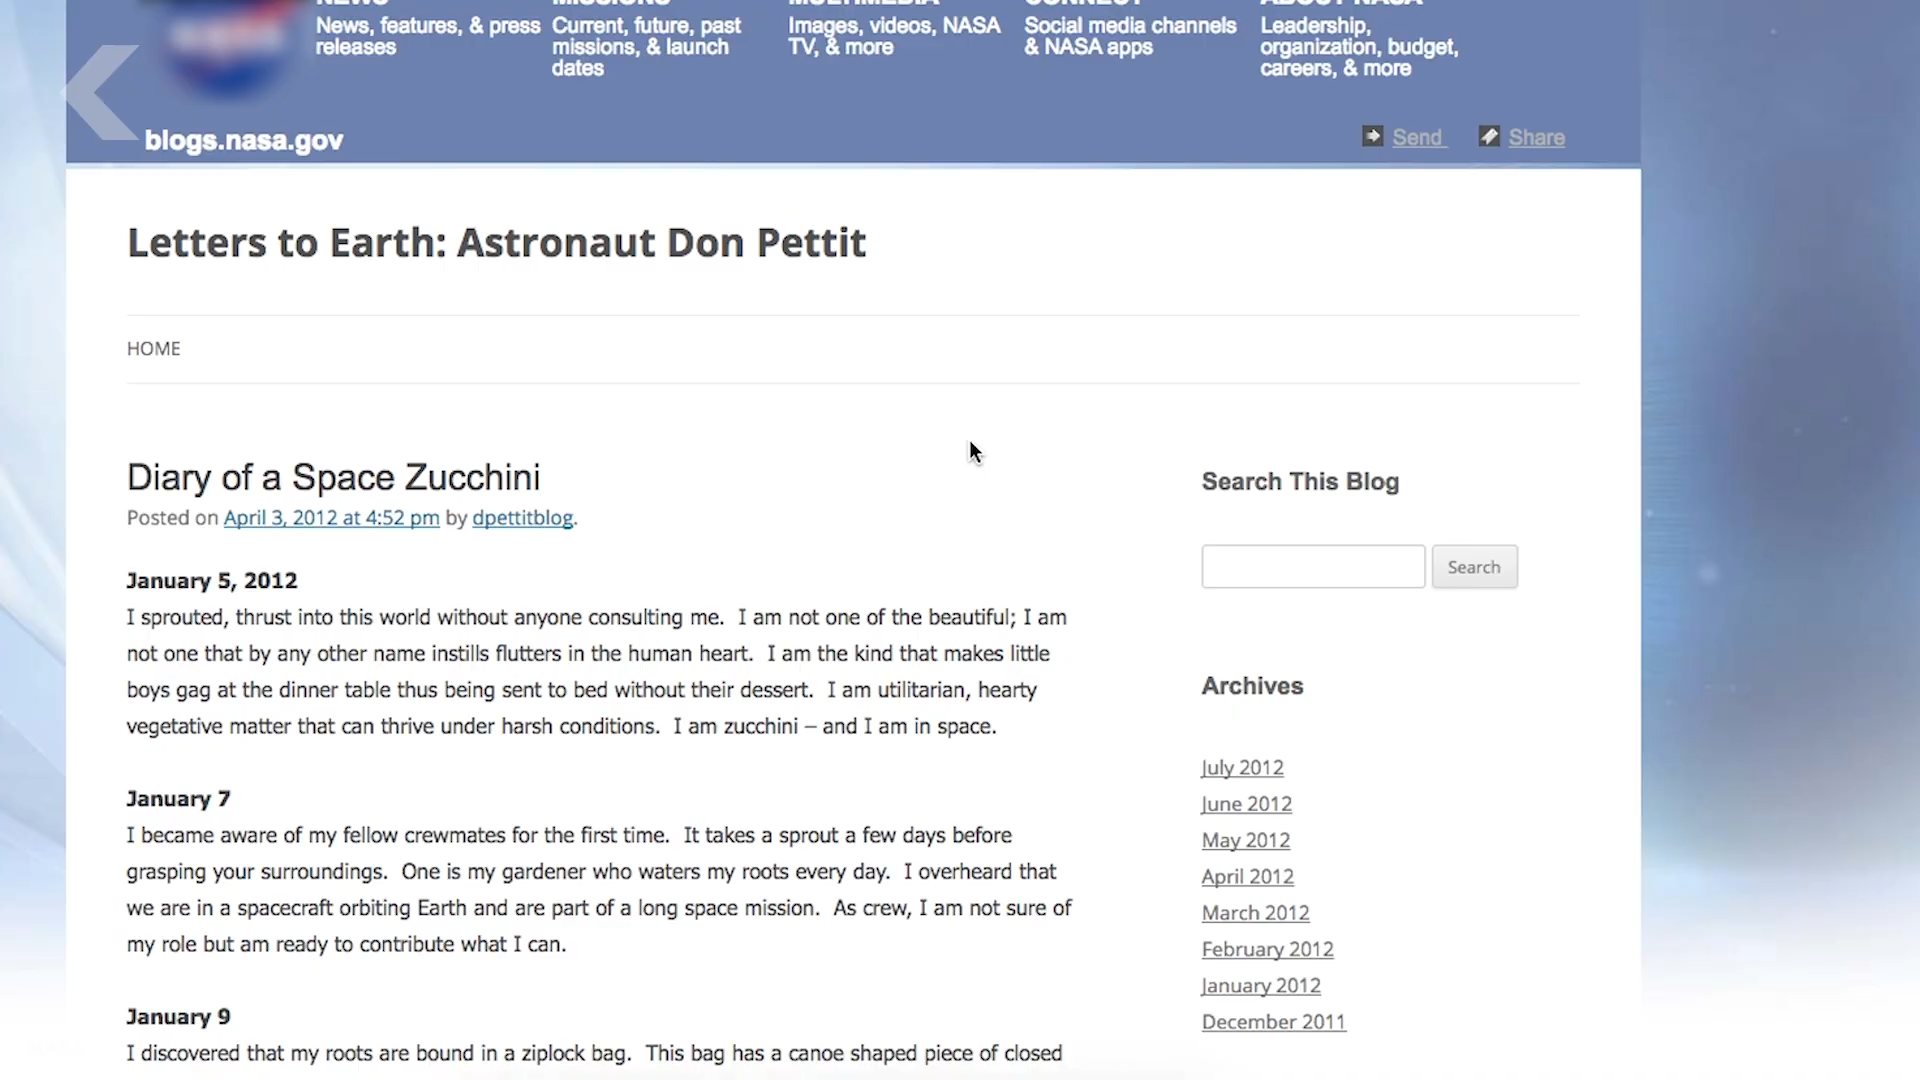 News, features, & press releases
Current, future, past missions, & launch dates
Images, videos, NASA TV, & more
Social media channels & NASA apps
Leadership, organization, budget, careers, & more
blogs.nasa.gov
Send
Share
Letters to Earth: Astronaut Don Pettit
HOME
Diary of a Space Zucchini
Posted on April 3, 2012 at 4:52 pm by dpettitblog.
January 5, 2012
I sprouted, thrust into this world without anyone consulting me. I am not one of the beautiful; I am
not one that by any other name instills flutters in the human heart. I am the kind that makes little
boys gag at the dinner table thus being sent to bed without their dessert. I am utilitarian, hearty
vegetative matter that can thrive under harsh conditions. I am zucchini – and I am in space.
January 7
I became aware of my fellow crewmates for the first time. It takes a sprout a few days before
grasping your surroundings. One is my gardener who waters my roots every day. I overheard that
we are in a spacecraft orbiting Earth and are part of a long space mission. As crew, I am not sure of
my role but am ready to contribute what I can.
January 9
I discovered that my roots are bound in a ziplock bag. This bag has a canoe shaped piece of closed
Search This Blog
Search
Archives
July 2012
June 2012
May 2012
April 2012
March 2012
February 2012
January 2012
December 2011